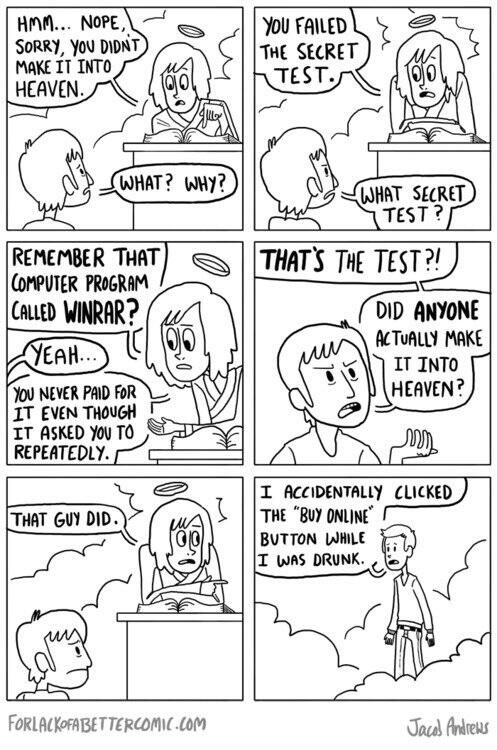 HMM... NOPE,
SORRY, YOU DIDN'T
MAKE IT INTO
HEAVEN.
WHAT? WHY?
YOU FAILED
THE SECRET
TEST.
WHAT SECRET
TEST?
REMEMBER THAT
COMPUTER PROGRAM
CALLED WINRAR?
YEAH...
YOU NEVER PAID FOR
IT EVEN THOUGH
IT ASKED YOU TO
REPEATEDLY.
THAT'S THE TEST?!
DID ANYONE
ACTUALLY MAKE
IT INTO
HEAVEN?
THAT GUY DID.
I ACCIDENTALLY CLICKED
THE "BUY ONLINE"
BUTTON WHILE
I WAS DRUNK.
FORLACKOFABETTERCOMIC.COM
Jacob Andrews